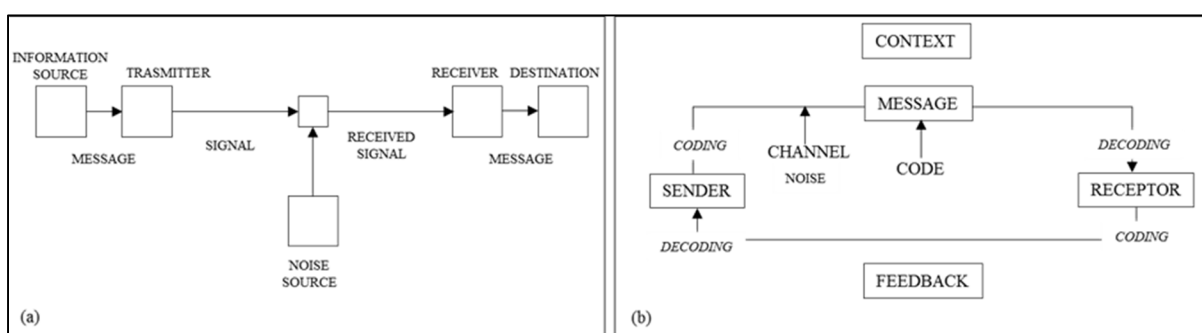 INFORMATION
SOURCE
TRASMITTER
RECEIVER
DESTINATION
MESSAGE
SIGNAL
RECEIVED
SIGNAL
MESSAGE
NOISE
SOURCE
(a)
CONTEXT
MESSAGE
CODING
CHANNEL
NOISE
CODE
DECODING
SENDER
RECEPTOR
DECODING
CODING
FEEDBACK
(b)